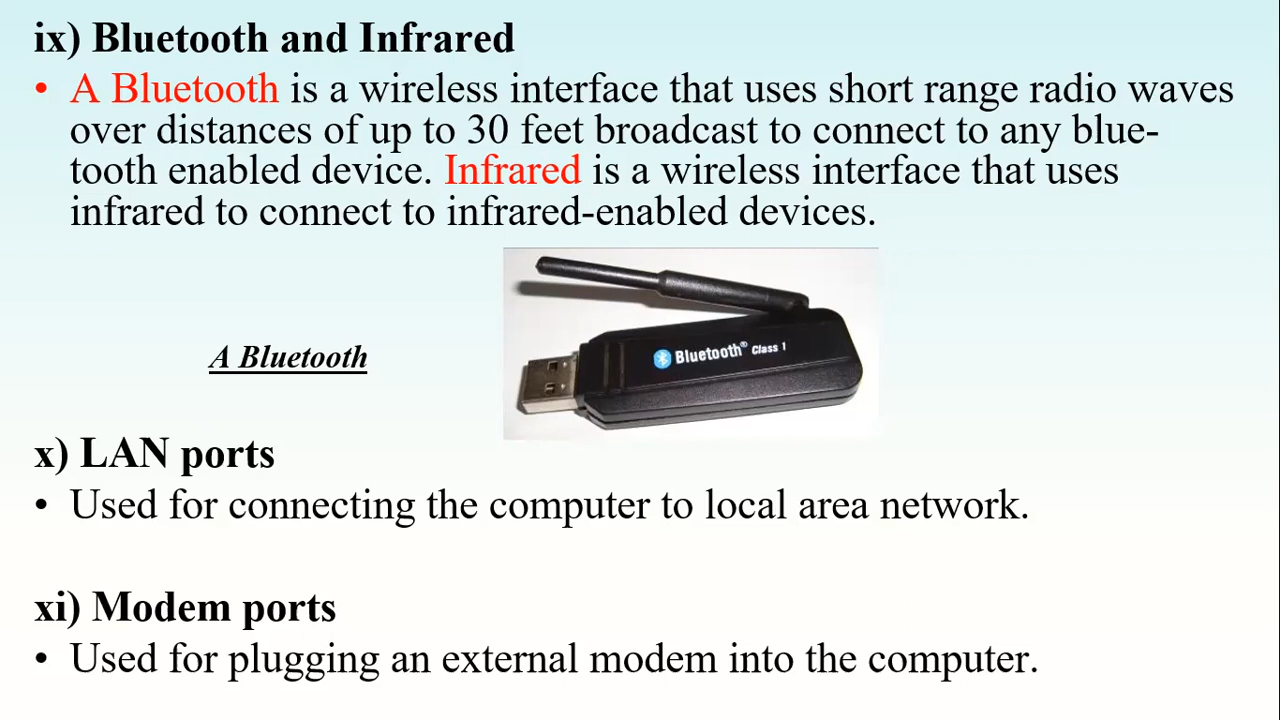 ix) Bluetooth and Infrared
• A Bluetooth is a wireless interface that uses short range radio waves
over distances of up to 30 feet broadcast to connect to any blue-
tooth enabled device. Infrared is a wireless interface that uses
infrared to connect to infrared-enabled devices.
A Bluetooth
Bluetooth® Class 1
x) LAN ports
• Used for connecting the computer to local area network.
xi) Modem ports
• Used for plugging an external modem into the computer.